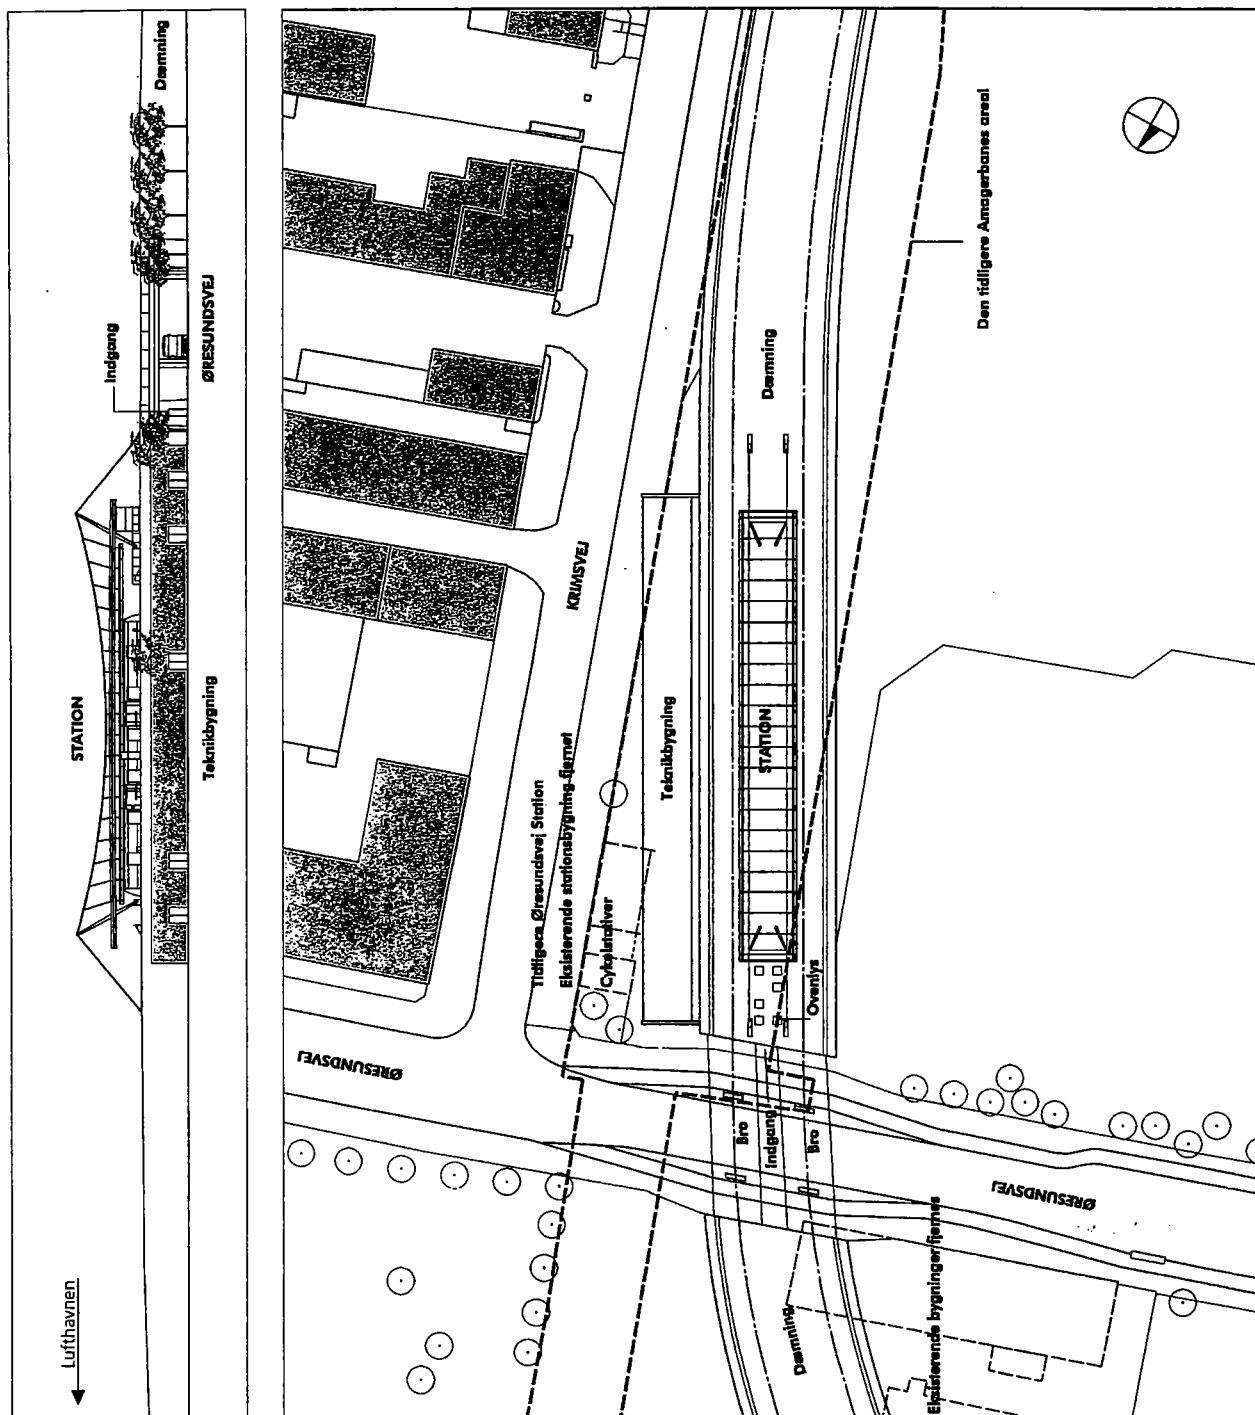 Lufthavnen
STATION
Indgang
Dæmning
Teknikbygning
ØRESUNDSVEJ
ØRESUNDSVEJ
Tidligere Øresundsvej Station
Eksisterende stationsbygning fjernet
KRIMSVEJ
Cykelstativer
Teknikbygning
Bro
Indgang
Bro
STATION
Dæmning
Dæmning
Ovenlys
Eksisterende bygninger fjernes
Den tidligere Amagerbanes areal
ØRESUNDSVEJ